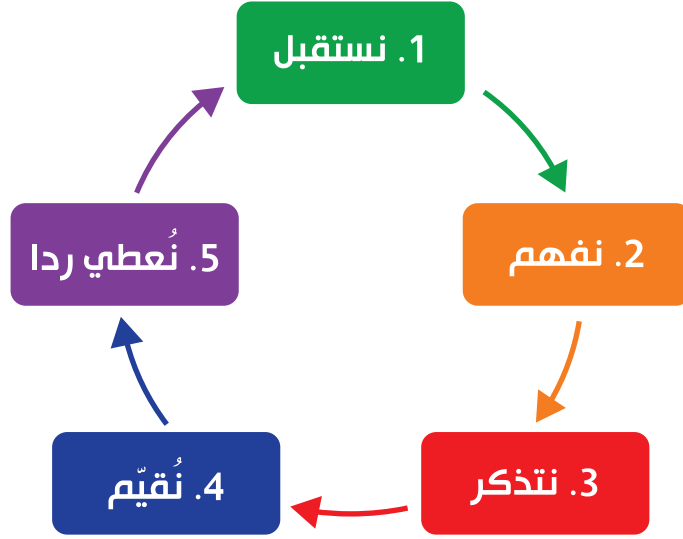 1. نستقبل
2. نفهم
3. نتذكر
4. نُقيّم
5. نُعطي ردا